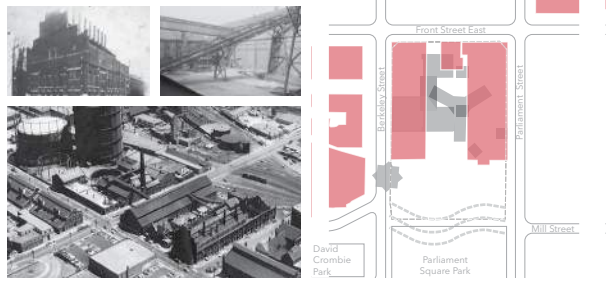 Front Street East
Berkeley Street
Parliament Street
Mill Street
David
Crombie
Park
Parliament
Square Park